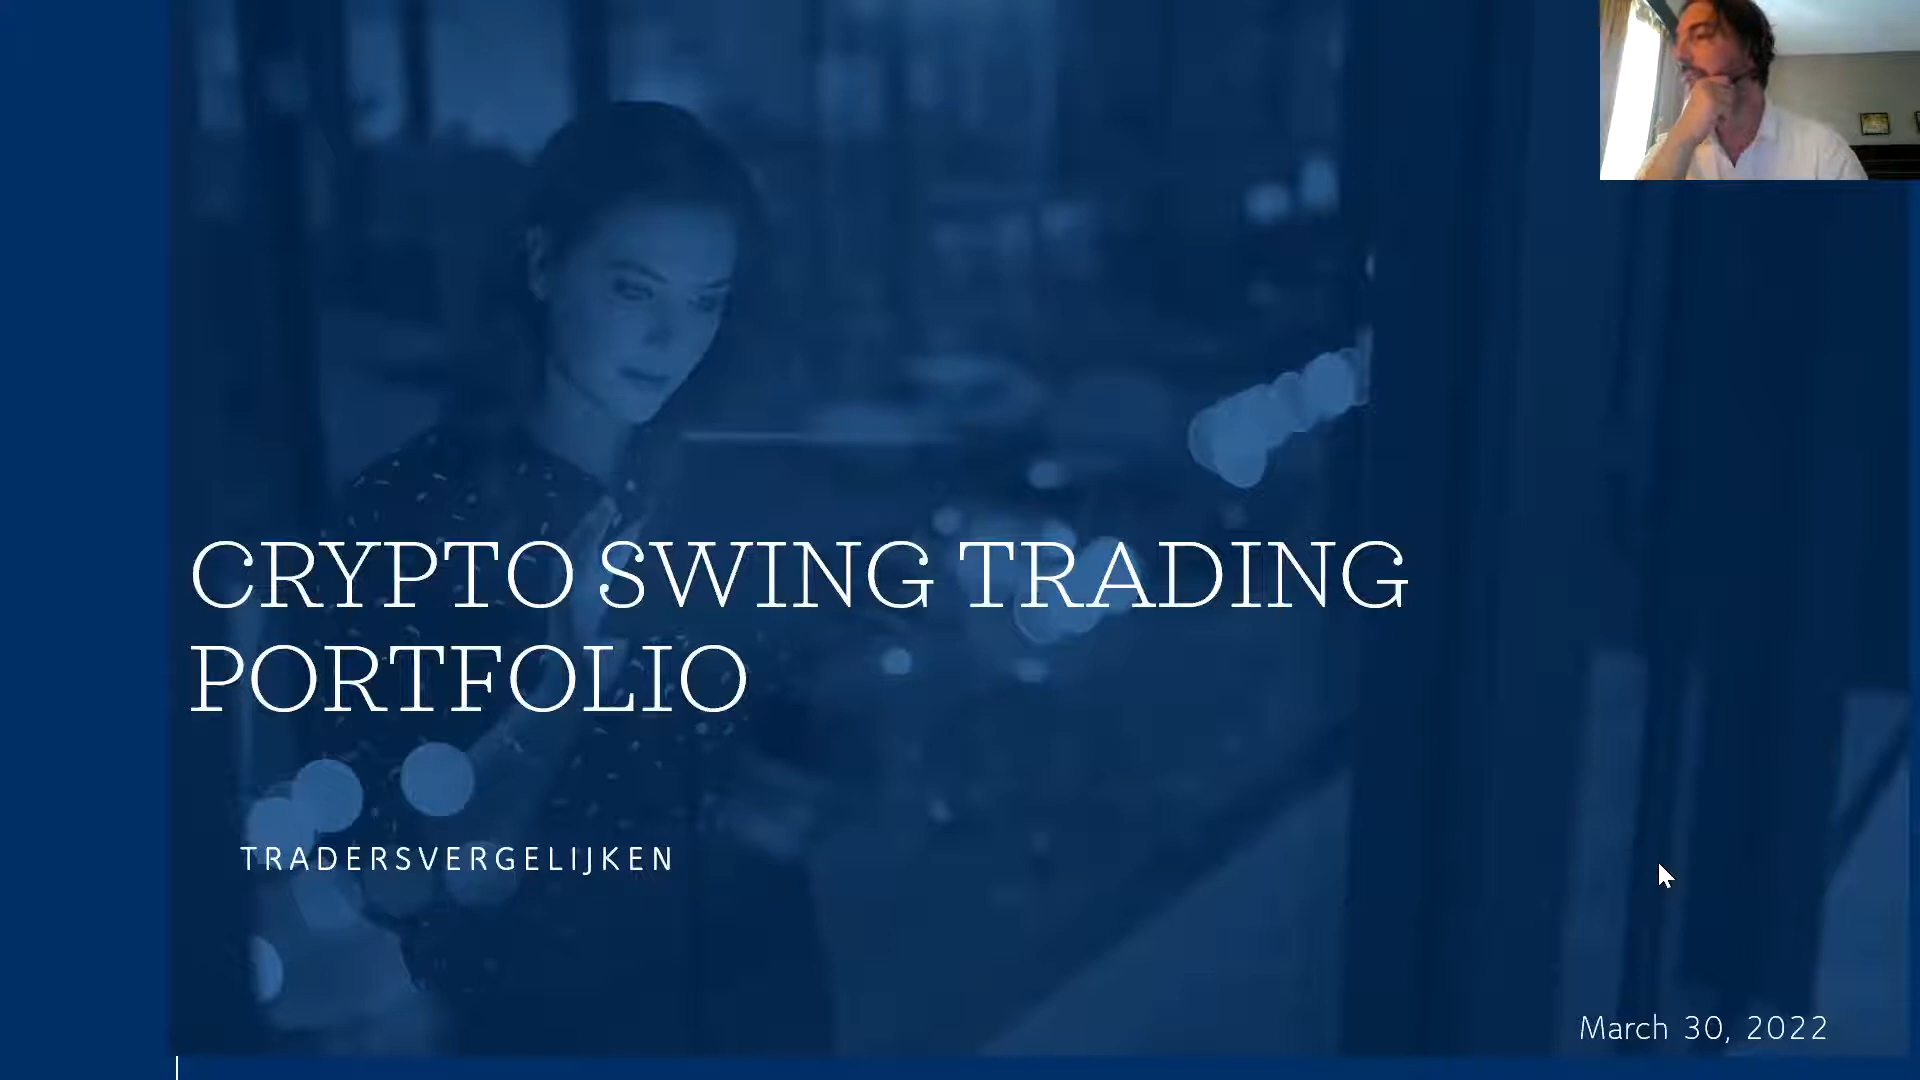 CRYPTO SWING TRADING
PORTFOLIO
TRADERSVERGELIJKEN
March 30, 2022